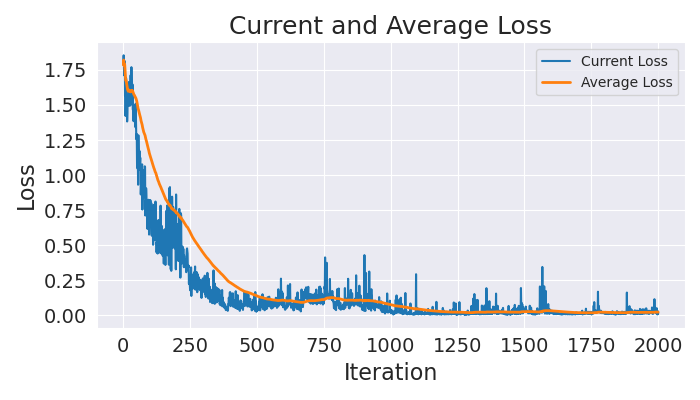 Current and Average Loss
Current Loss
Average Loss
1.75
1.50
1.25
1.00
0.75
0.50
0.25
0.00
Loss
0 250 500 750 1000 1250 1500 1750 2000
Iteration